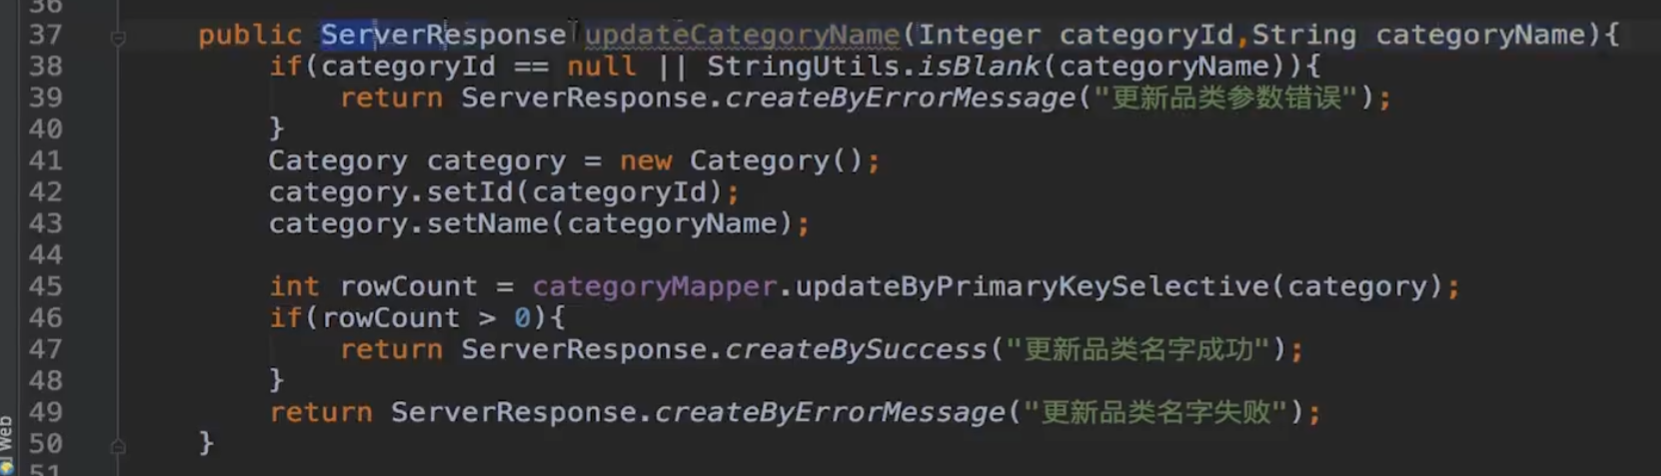 36
37 public ServerResponse updateCategoryName(Integer categoryId,String categoryName){
38 if(categoryId == null || StringUtils.isBlank(categoryName)){
39 return ServerResponse.createByErrorMessage("更新品类参数错误");
40 }
41 Category category = new Category();
42 category.setId(categoryId);
43 category.setName(categoryName);
44
45 int rowCount = categoryMapper.updateByPrimaryKeySelective(category);
46 if(rowCount > 0){
47 return ServerResponse.createBySuccess("更新品类名字成功");
48 }
49 return ServerResponse.createByErrorMessage("更新品类名字失败");
50 }
51
Web